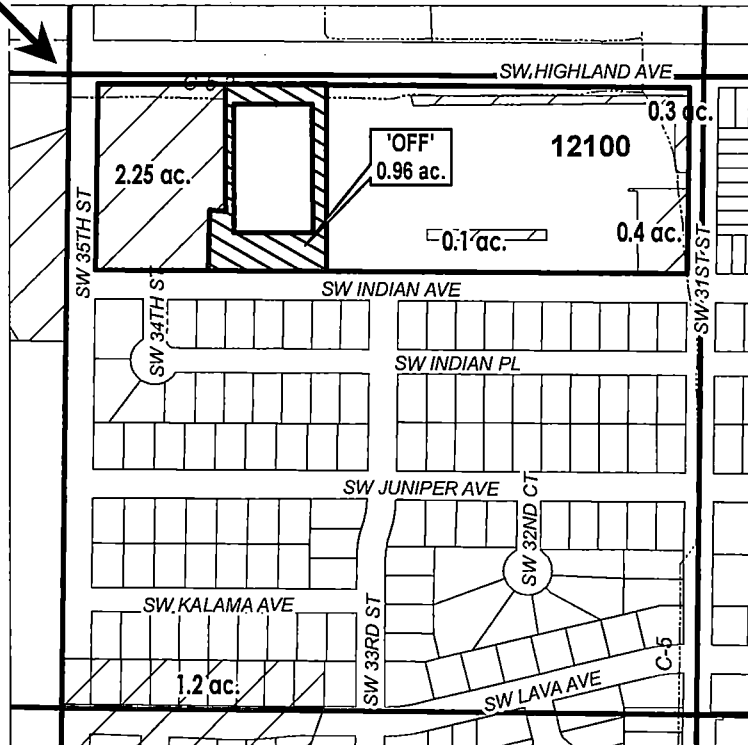 SW HIGHLAND AVE
C-5
0.3 ac.
'OFF'
0.96 ac.
12100
2.25 ac.
0.1 ac.
0.4 ac.
SW 35TH ST
SW 31ST ST
SW INDIAN AVE
SW 34TH ST
SW INDIAN PL
SW JUNIPER AVE
SW 32ND CT
SW KALAMA AVE
SW 33RD ST
C-5
1.2 ac.
SW LAVA AVE